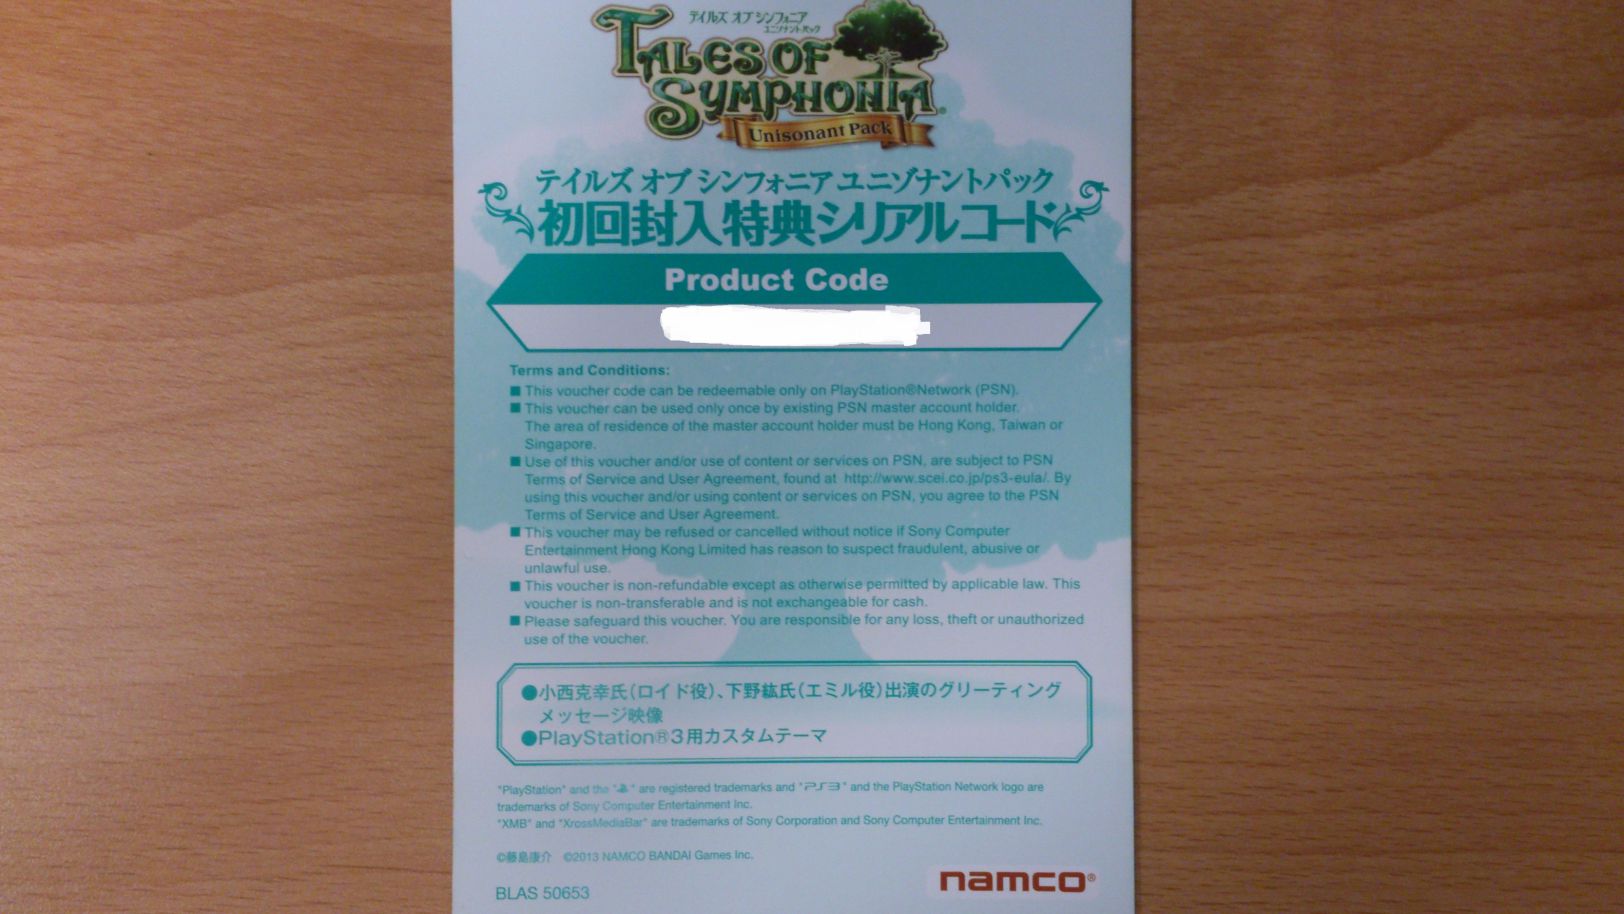 テイルズ オブ シンフォニア
ユニゾナントパック
TALES OF
SYMPHONIA®
Unisonant Pack
テイルズ オブ シンフォニア ユニゾナントパック
初回封入特典シリアルコード
Product Code
Terms and Conditions:
■ This voucher code can be redeemable only on PlayStation®Network (PSN).
■ This voucher can be used only once by existing PSN master account holder.
The area of residence of the master account holder must be Hong Kong, Taiwan or
Singapore.
■ Use of this voucher and/or use of content or services on PSN, are subject to PSN
Terms of Service and User Agreement, found at http://www.scei.co.jp/ps3-eula/. By
using this voucher and/or using content or services on PSN, you agree to the PSN
Terms of Service and User Agreement.
■ This voucher may be refused or cancelled without notice if Sony Computer
Entertainment Hong Kong Limited has reason to suspect fraudulent, abusive or
unlawful use.
■ This voucher is non-refundable except as otherwise permitted by applicable law. This
voucher is non-transferable and is not exchangeable for cash.
■ Please safeguard this voucher. You are responsible for any loss, theft or unauthorized
use of the voucher.
●小西克幸氏（ロイド役）、下野紘氏（エミル役）出演のグリーティング
メッセージ映像
●PlayStation®3用カスタムテーマ
"PlayStation" and the " " are registered trademarks and "PS3" and the PlayStation Network logo are
trademarks of Sony Computer Entertainment Inc.
"XMB" and "XrossMediaBar" are trademarks of Sony Corporation and Sony Computer Entertainment Inc.
©藤島康介 ©2013 NAMCO BANDAI Games Inc.
BLAS 50653
namco®